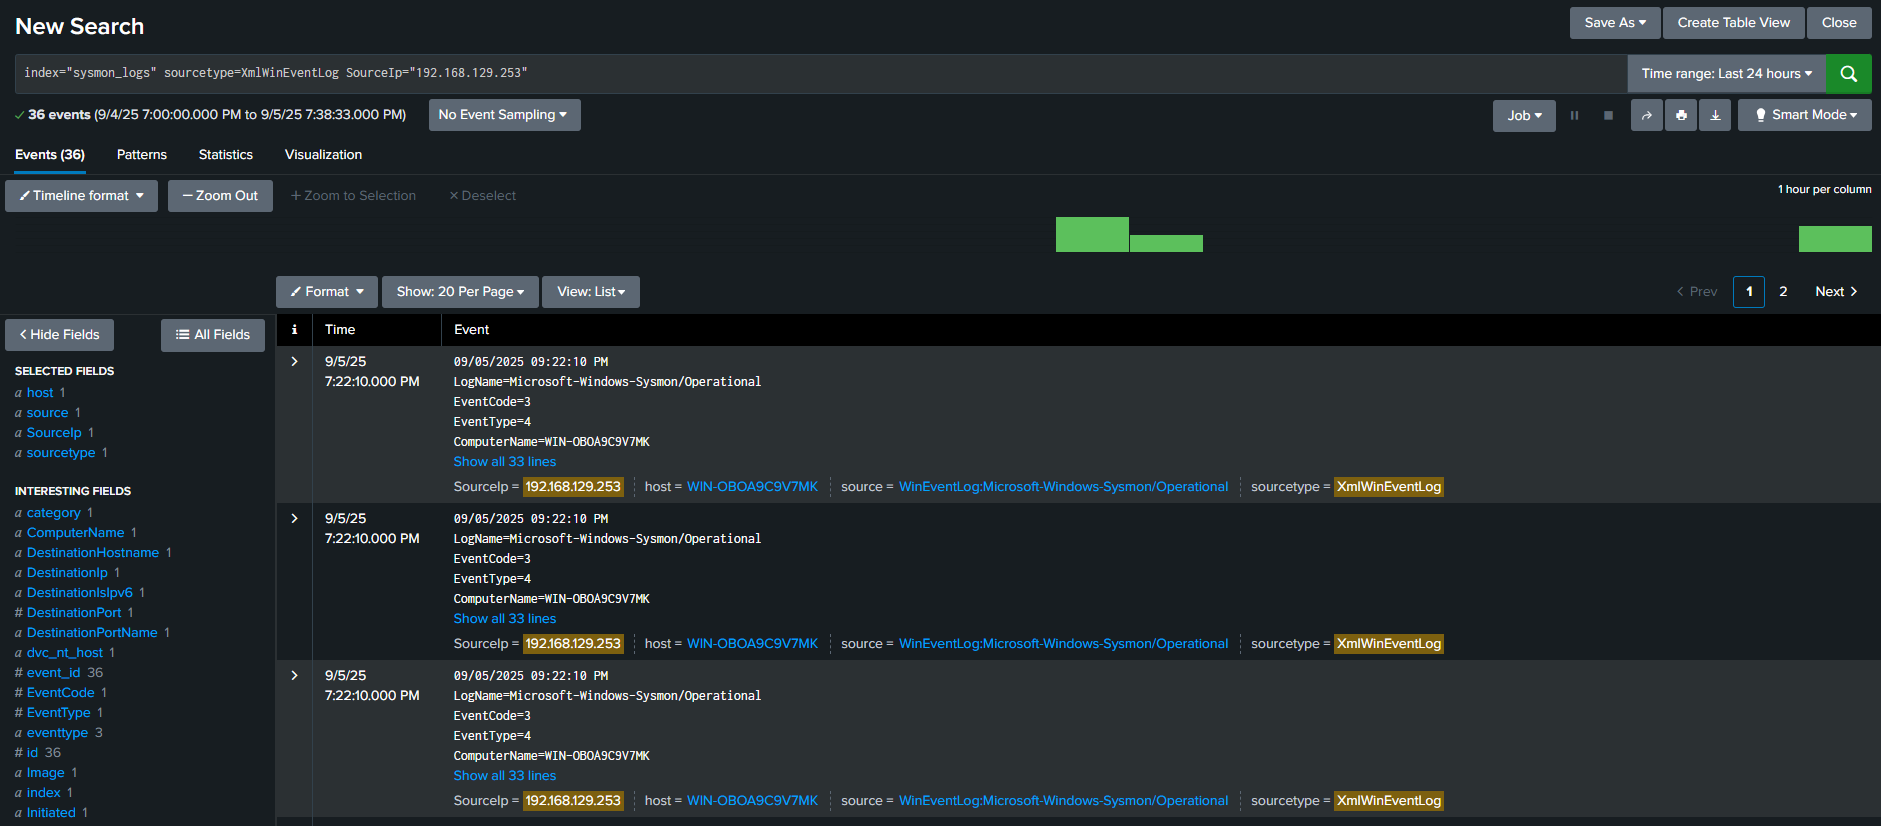 New Search
Save As
Create Table View
Close
index="sysmon_logs" sourcetype=XmlWinEventLog SourceIp="192.168.129.253"
Time range: Last 24 hours
36 events (9/4/25 7:00:00.000 PM to 9/5/25 7:38:33.000 PM)
No Event Sampling
Job
Smart Mode
Events (36)
Patterns
Statistics
Visualization
Timeline format
Zoom Out
+ Zoom to Selection
× Deselect
1 hour per column
Format
Show: 20 Per Page
View: List
< Prev
1
2
Next >
< Hide Fields
All Fields
SELECTED FIELDS
a host 1
a source 1
a SourceIp 1
a sourcetype 1
INTERESTING FIELDS
a category 1
a ComputerName 1
a DestinationHostname 1
a DestinationIp 1
a DestinationIsIpv6 1
# DestinationPort 1
a DestinationPortName 1
a dvc_nt_host 1
# event_id 36
# EventCode 1
# EventType 1
a eventtype 3
# id 36
a Image 1
a index 1
a Initiated 1
i
Time
Event
9/5/25
7:22:10.000 PM
09/05/2025 09:22:10 PM
LogName=Microsoft-Windows-Sysmon/Operational
EventCode=3
EventType=4
ComputerName=WIN-OBOA9C9V7MK
Show all 33 lines
SourceIp = 192.168.129.253 host = WIN-OBOA9C9V7MK source = WinEventLog:Microsoft-Windows-Sysmon/Operational sourcetype = XmlWinEventLog
9/5/25
7:22:10.000 PM
09/05/2025 09:22:10 PM
LogName=Microsoft-Windows-Sysmon/Operational
EventCode=3
EventType=4
ComputerName=WIN-OBOA9C9V7MK
Show all 33 lines
SourceIp = 192.168.129.253 host = WIN-OBOA9C9V7MK source = WinEventLog:Microsoft-Windows-Sysmon/Operational sourcetype = XmlWinEventLog
9/5/25
7:22:10.000 PM
09/05/2025 09:22:10 PM
LogName=Microsoft-Windows-Sysmon/Operational
EventCode=3
EventType=4
ComputerName=WIN-OBOA9C9V7MK
Show all 33 lines
SourceIp = 192.168.129.253 host = WIN-OBOA9C9V7MK source = WinEventLog:Microsoft-Windows-Sysmon/Operational sourcetype = XmlWinEventLog